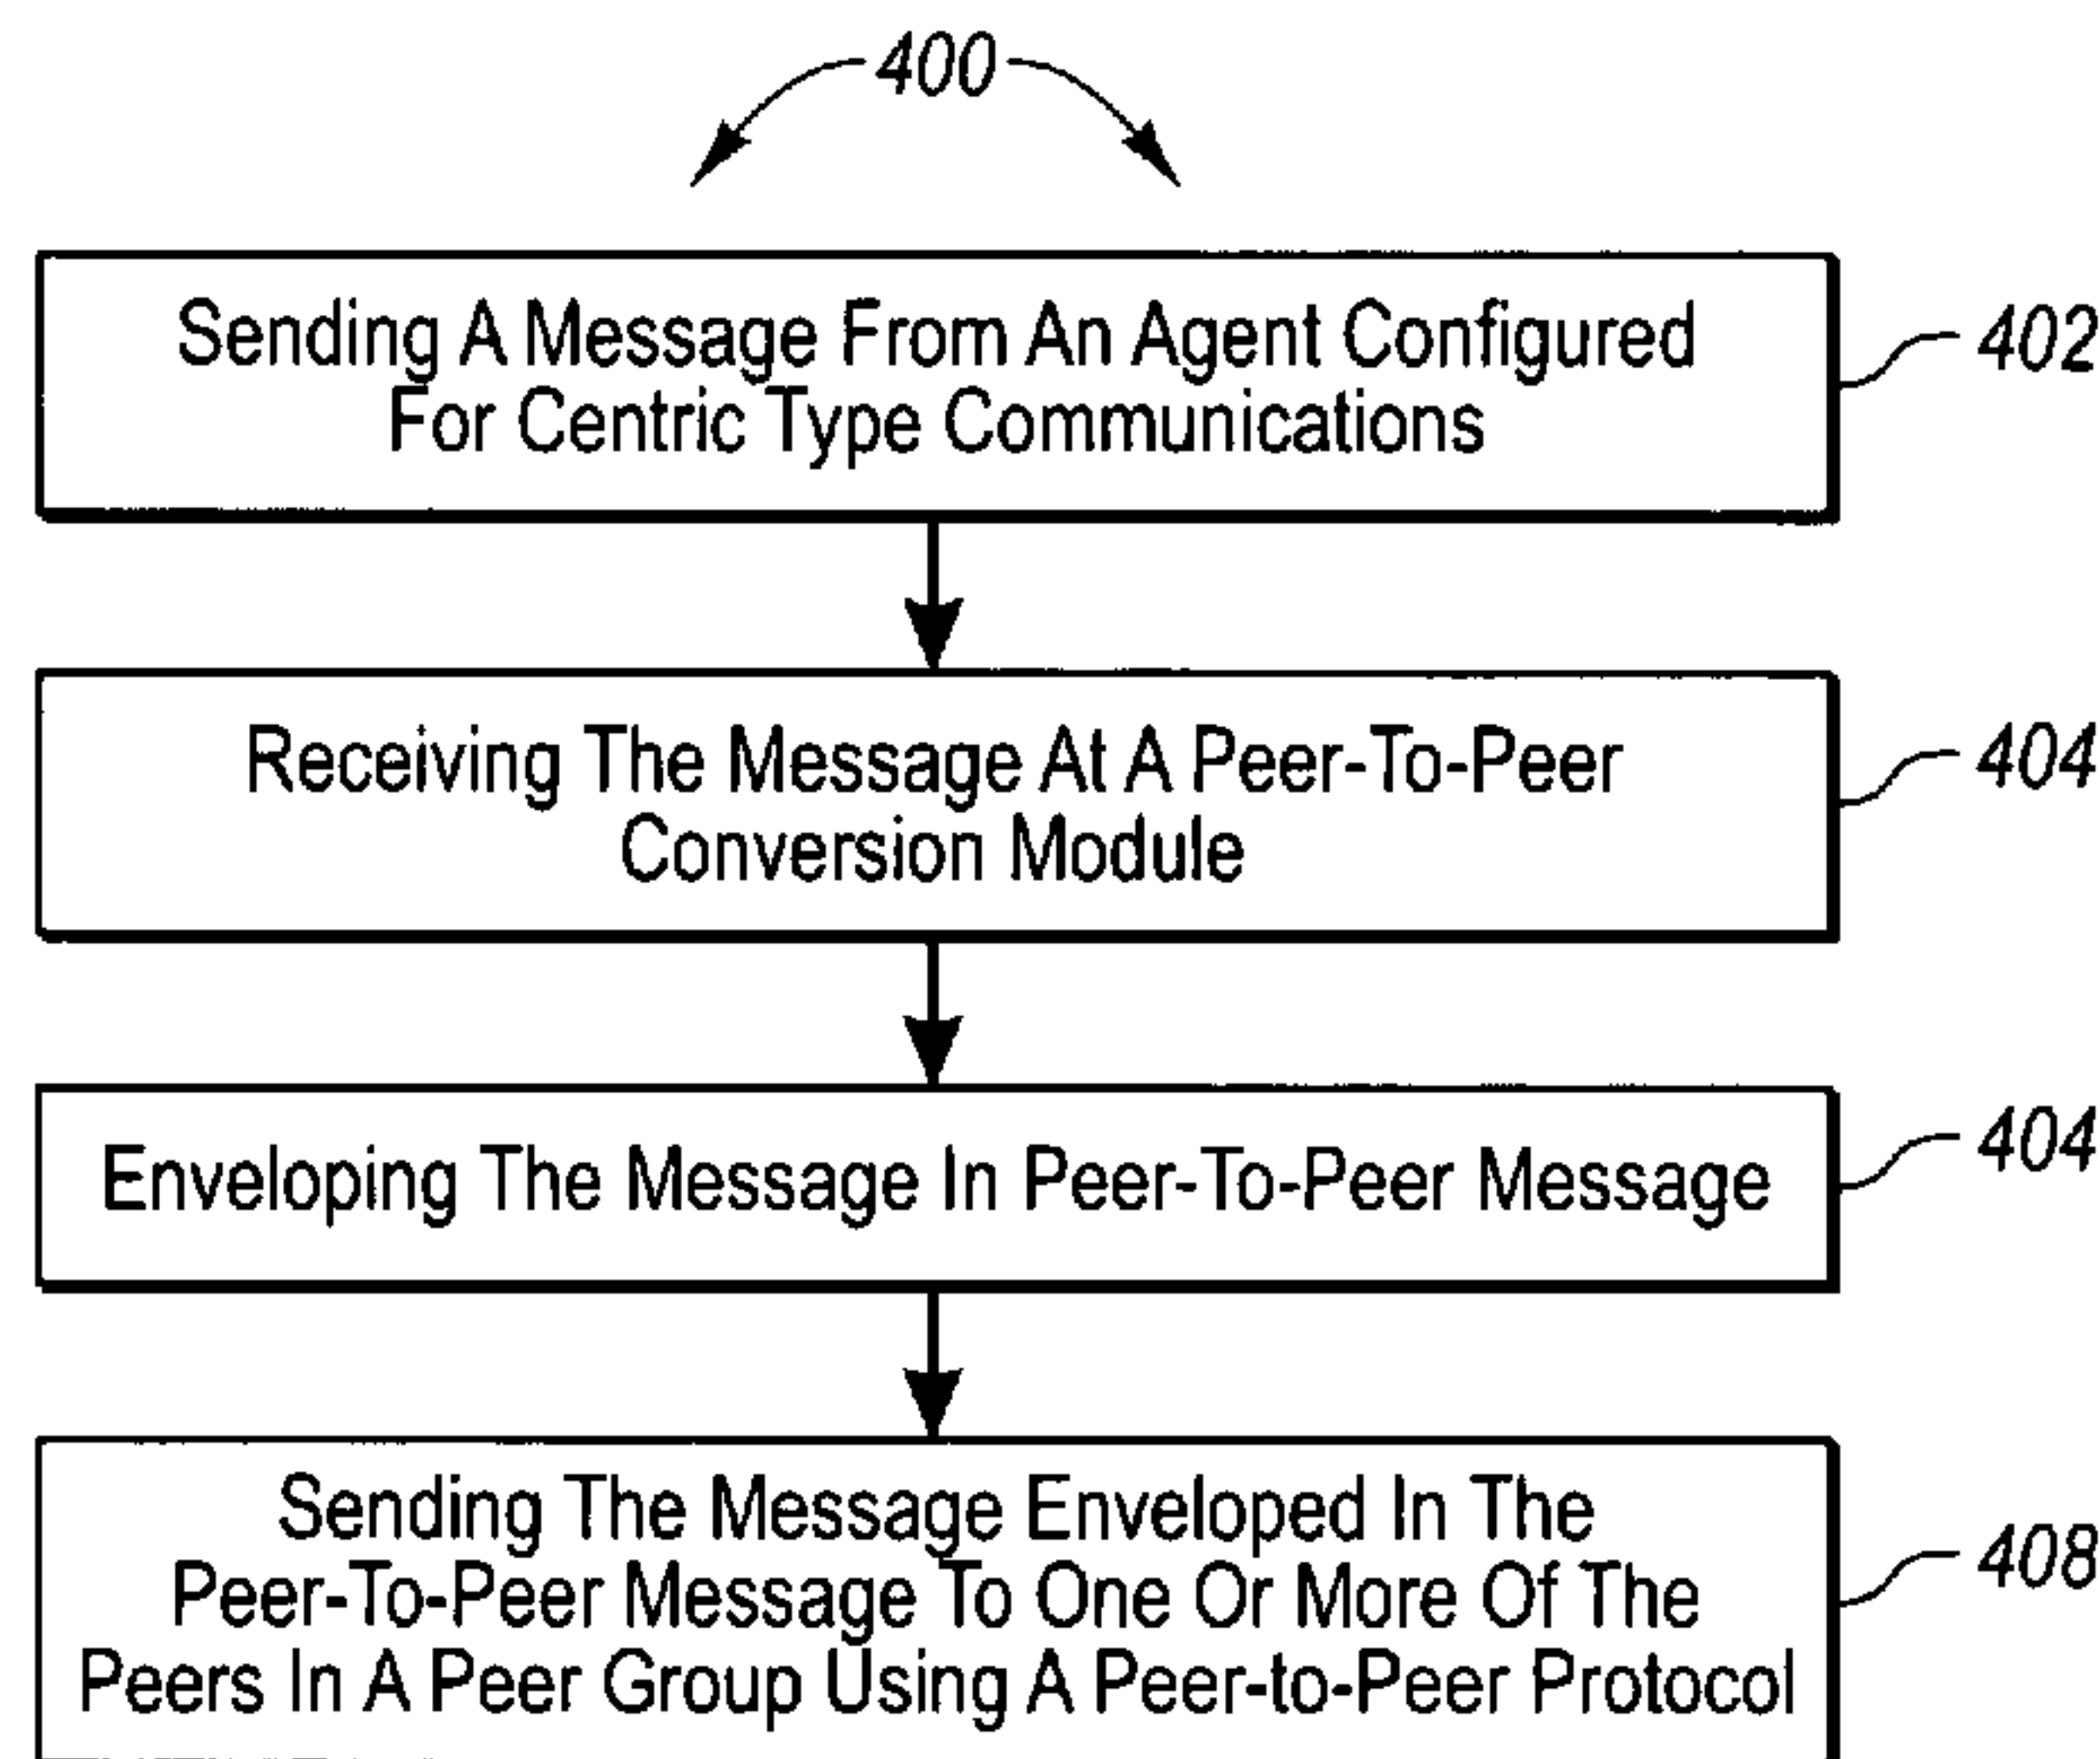 400
Sending A Message From An Agent Configured
For Centric Type Communications
402
Receiving The Message At A Peer-To-Peer
Conversion Module
404
Enveloping The Message In Peer-To-Peer Message
404
Sending The Message Enveloped In The
Peer-To-Peer Message To One Or More Of The
Peers In A Peer Group Using A Peer-to-Peer Protocol
408